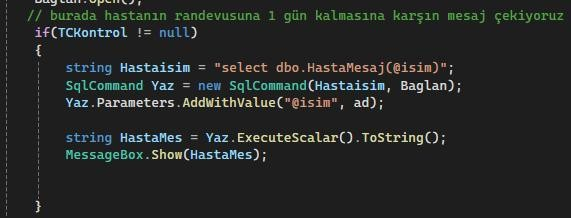 Baglan.Open();
// burada hastanın randevusuna 1 gün kalmasına karşın mesaj çekiyoruz
if(TCKontrol != null)
{
string Hastaisim = "select dbo.HastaMesaj(@isim)";
SqlCommand Yaz = new SqlCommand(Hastaisim, Baglan);
Yaz.Parameters.AddWithValue("@isim", ad);
string HastaMes = Yaz.ExecuteScalar().ToString();
MessageBox.Show(HastaMes);
}